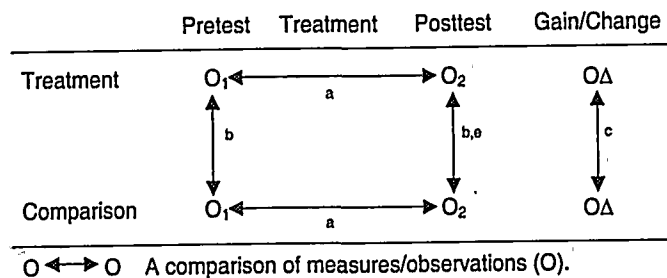 Pretest Treatment Posttest Gain/Change
Treatment O₁ a O₂ OΔ
b b,e c
Comparison O₁ a O₂ OΔ
O O A comparison of measures/observations (O).